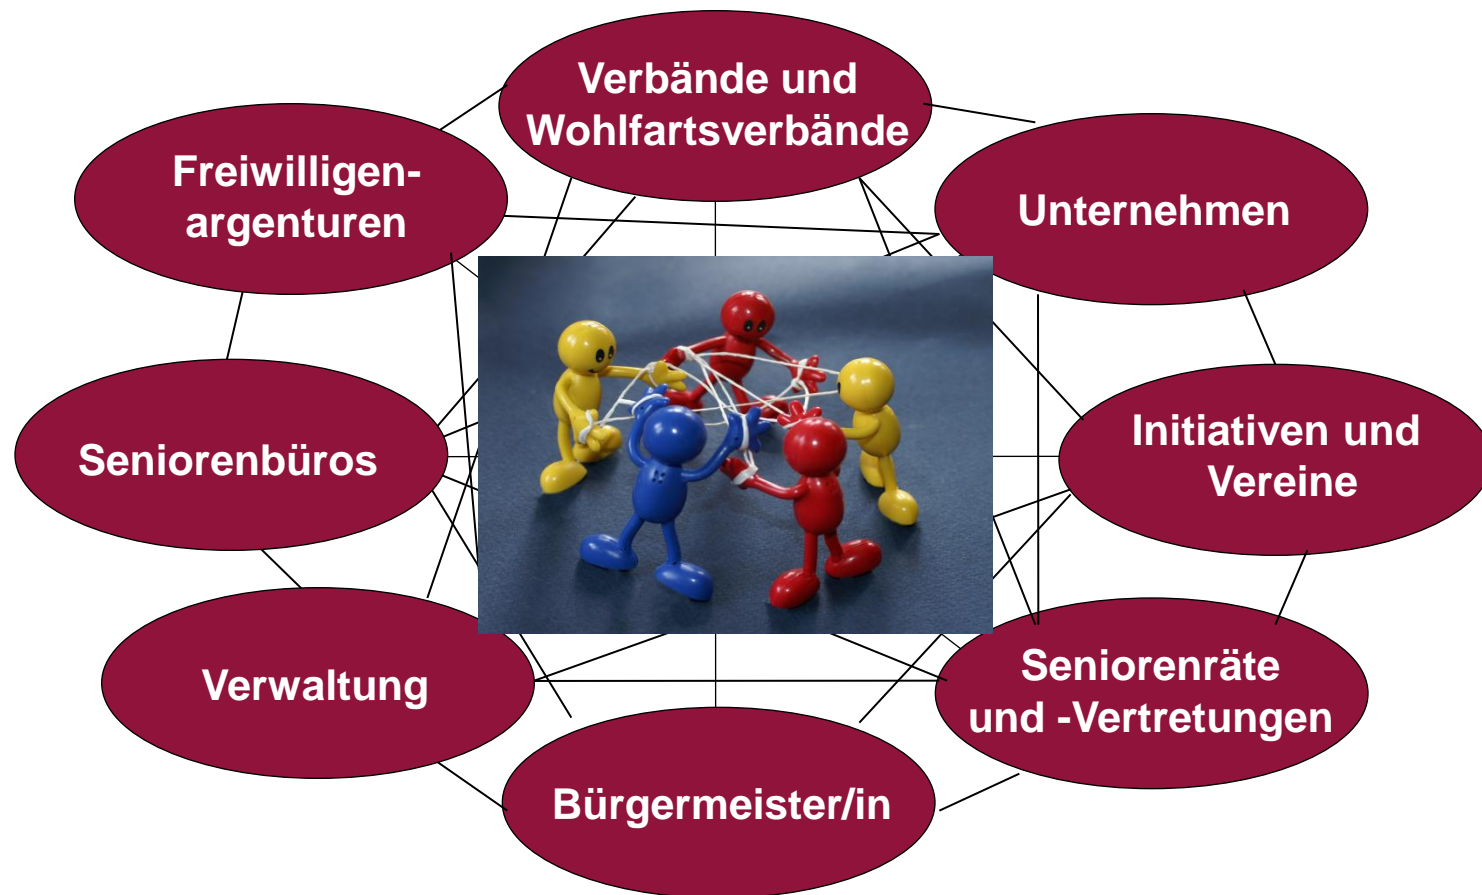 Verbände und
Wohlfartsverbände
Freiwilligen-
argenturen
Unternehmen
Seniorenbüros
Initiativen und
Vereine
Verwaltung
Seniorenräte
und -Vertretungen
Bürgermeister/in